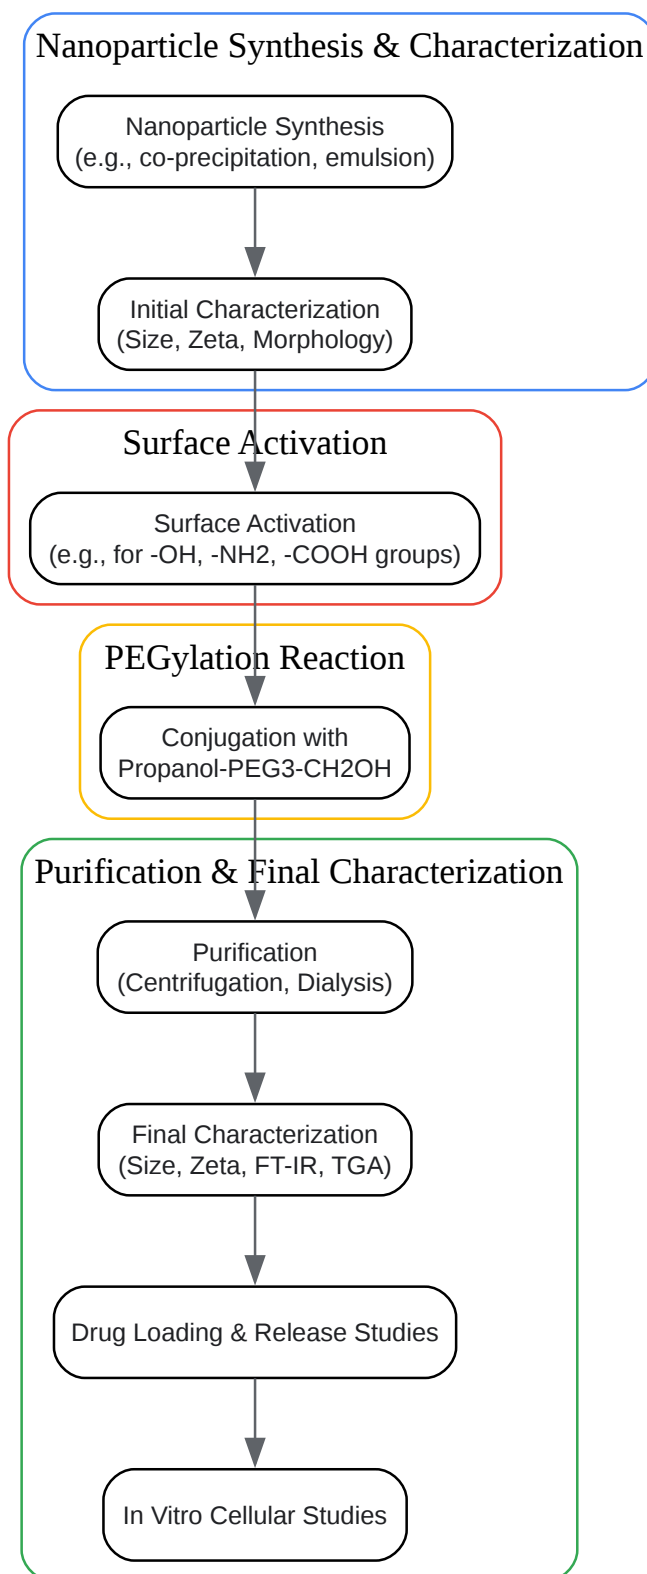 Nanoparticle Synthesis & Characterization
Nanoparticle Synthesis
(e.g., co-precipitation, emulsion)
Initial Characterization
(Size, Zeta, Morphology)
Surface Activation
Surface Activation
(e.g., for -OH, -NH2, -COOH groups)
PEGylation Reaction
Conjugation with
Propanol-PEG3-CH2OH
Purification & Final Characterization
Purification
(Centrifugation, Dialysis)
Final Characterization
(Size, Zeta, FT-IR, TGA)
Drug Loading & Release Studies
In Vitro Cellular Studies